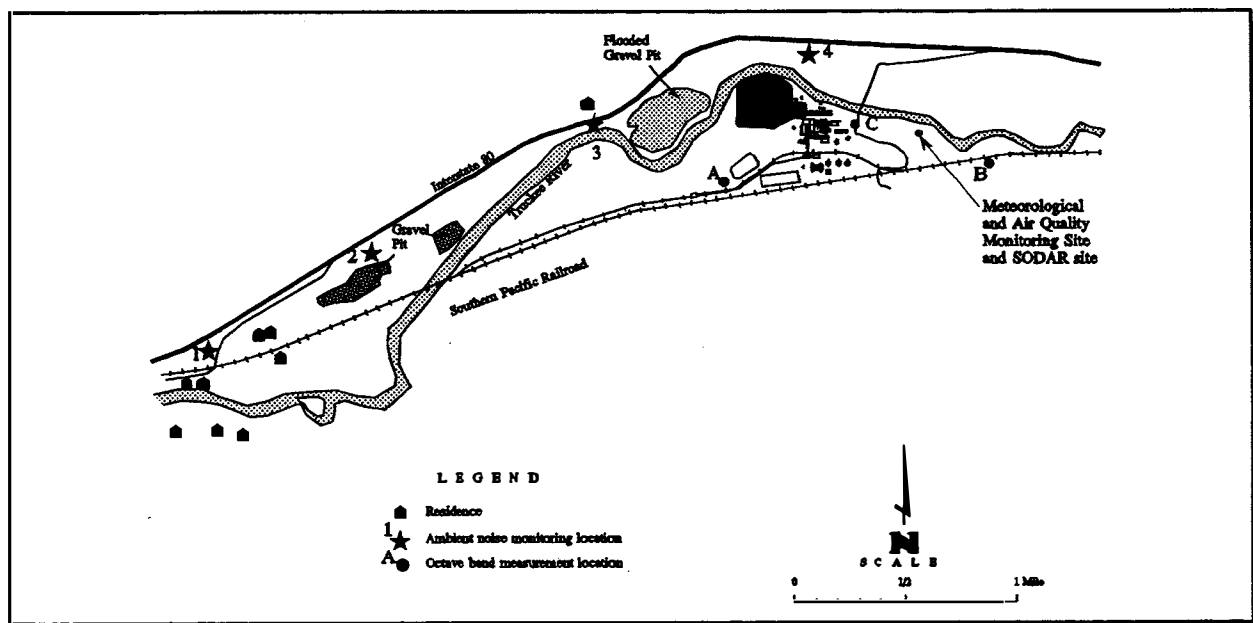 Flooded
Gravel Pit
4
C
3
A
B
Interstate 80
Truckee River
Meteorological
and Air Quality
Monitoring Site
and SODAR site
Gravel
Pit
2
Southern Pacific Railroad
1
LEGEND
Residence
1
Ambient noise monitoring location
A
Octave band measurement location
N
SCALE
0 1/2 1 Mile